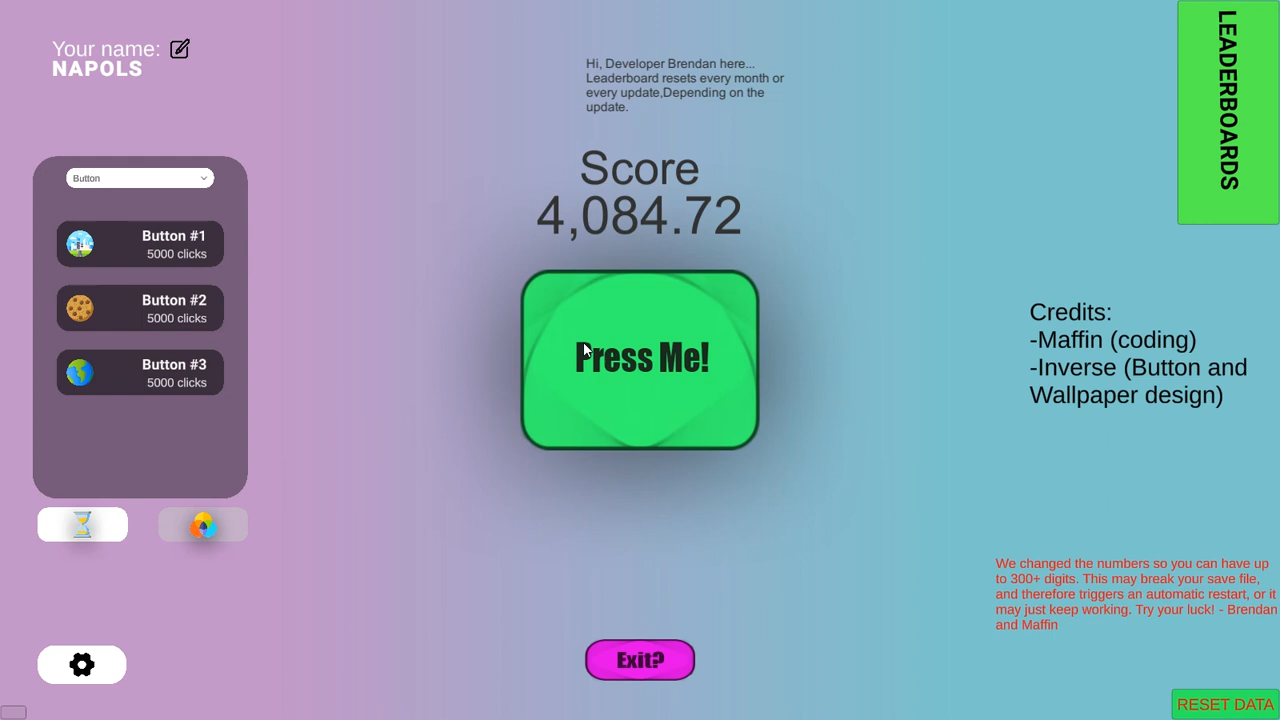 Your name:
NAPOLS
Hi, Developer Brendan here...
Leaderboard resets every month or
every update,Depending on the
update.
LEADERBOARDS
Score
4,084.72
Button
Button #1
5000 clicks
Button #2
5000 clicks
Button #3
5000 clicks
Press Me!
Credits:
-Maffin (coding)
-Inverse (Button and
Wallpaper design)
We changed the numbers so you can have up
to 300+ digits. This may break your save file,
and therefore triggers an automatic restart, or it
may just keep working. Try your luck! - Brendan
and Maffin
Exit?
RESET DATA